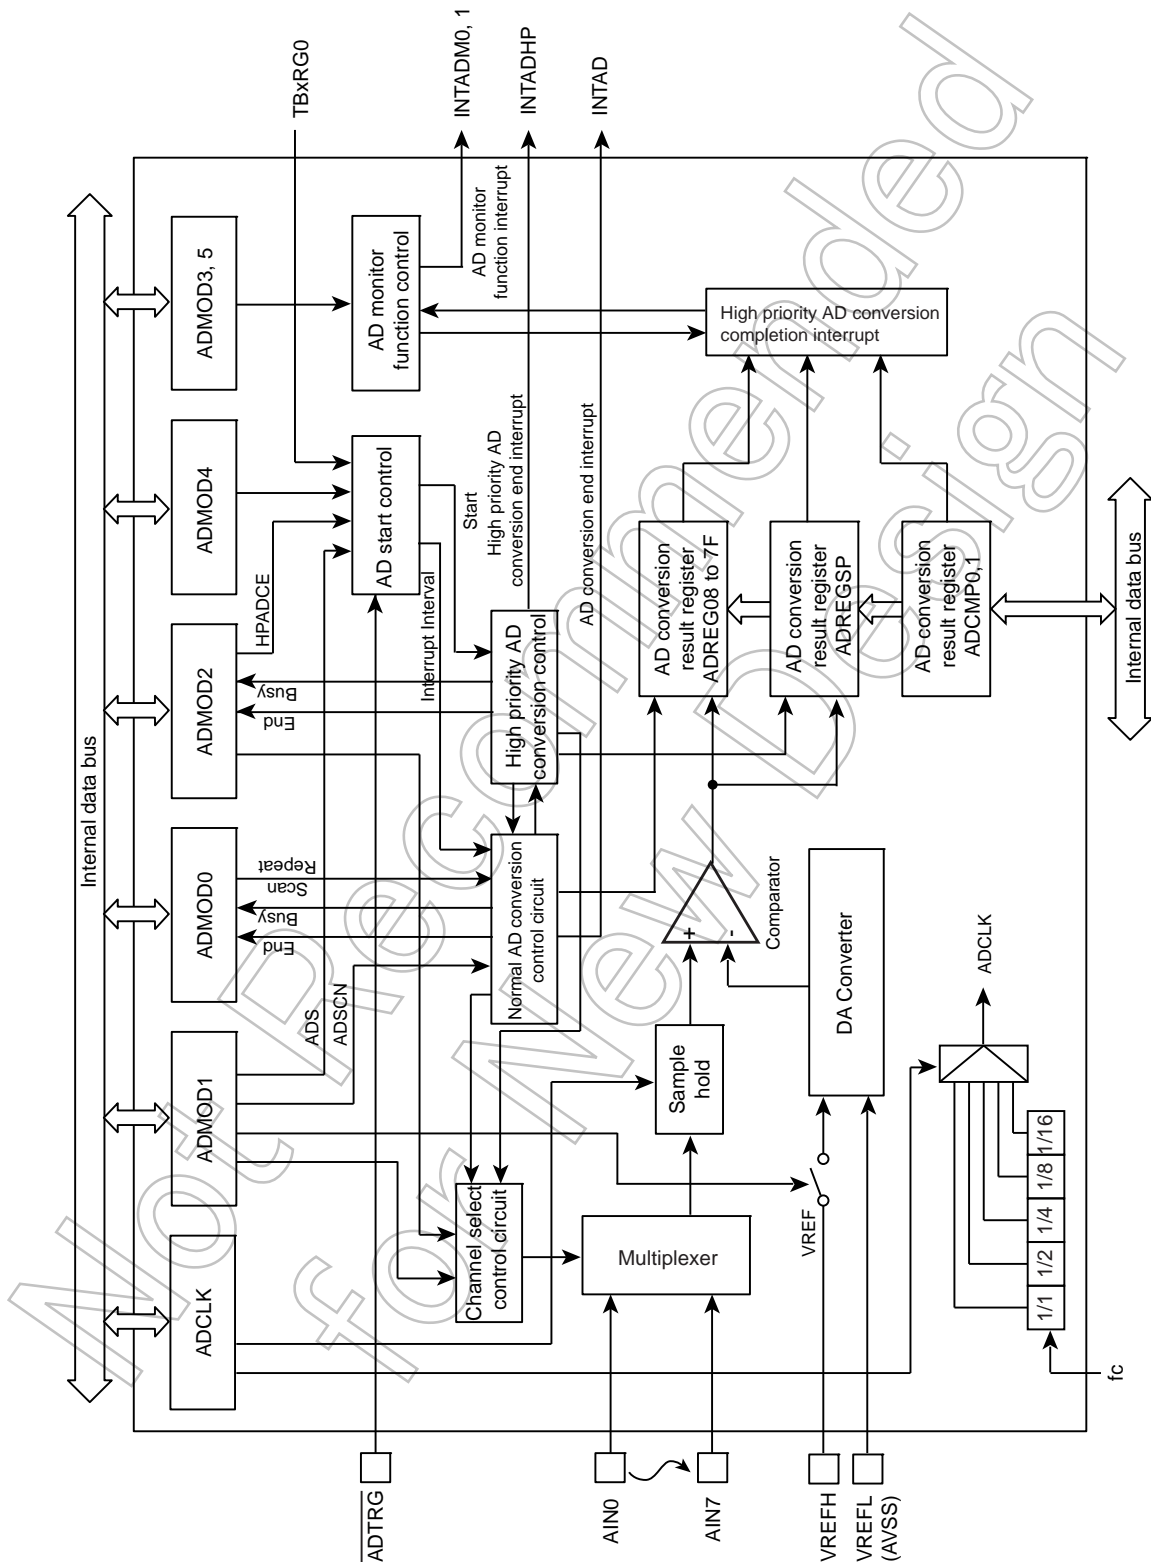 Internal data bus
ADCLK
ADMOD1
ADMOD0
ADMOD2
ADMOD4
ADMOD3, 5
ADS
ADSCN
End
Busy
Scan
Repeat
End
Busy
HPADCE
TBxRG0
ADTRG
AD start control
AD monitor
function control
INTADM0, 1
AD monitor
function interrupt
INTADHP
INTAD
Interrupt Interval
Start
High priority AD
conversion end interrupt
AD conversion end interrupt
Channel select
control circuit
Normal AD conversion
control circuit
High priority AD
conversion control
High priority AD conversion
completion interrupt
AIN0
AIN7
Multiplexer
Sample
hold
+
-
Comparator
AD conversion
result register
ADREG08 to 7F
AD conversion
result register
ADREGSP
AD conversion
result register
ADCMP0,1
VREFH
VREFL
(AVSS)
VREF
DA Converter
ADCLK
1/1
1/2
1/4
1/8
1/16
fc
Internal data bus
Not Recommended
for New Design